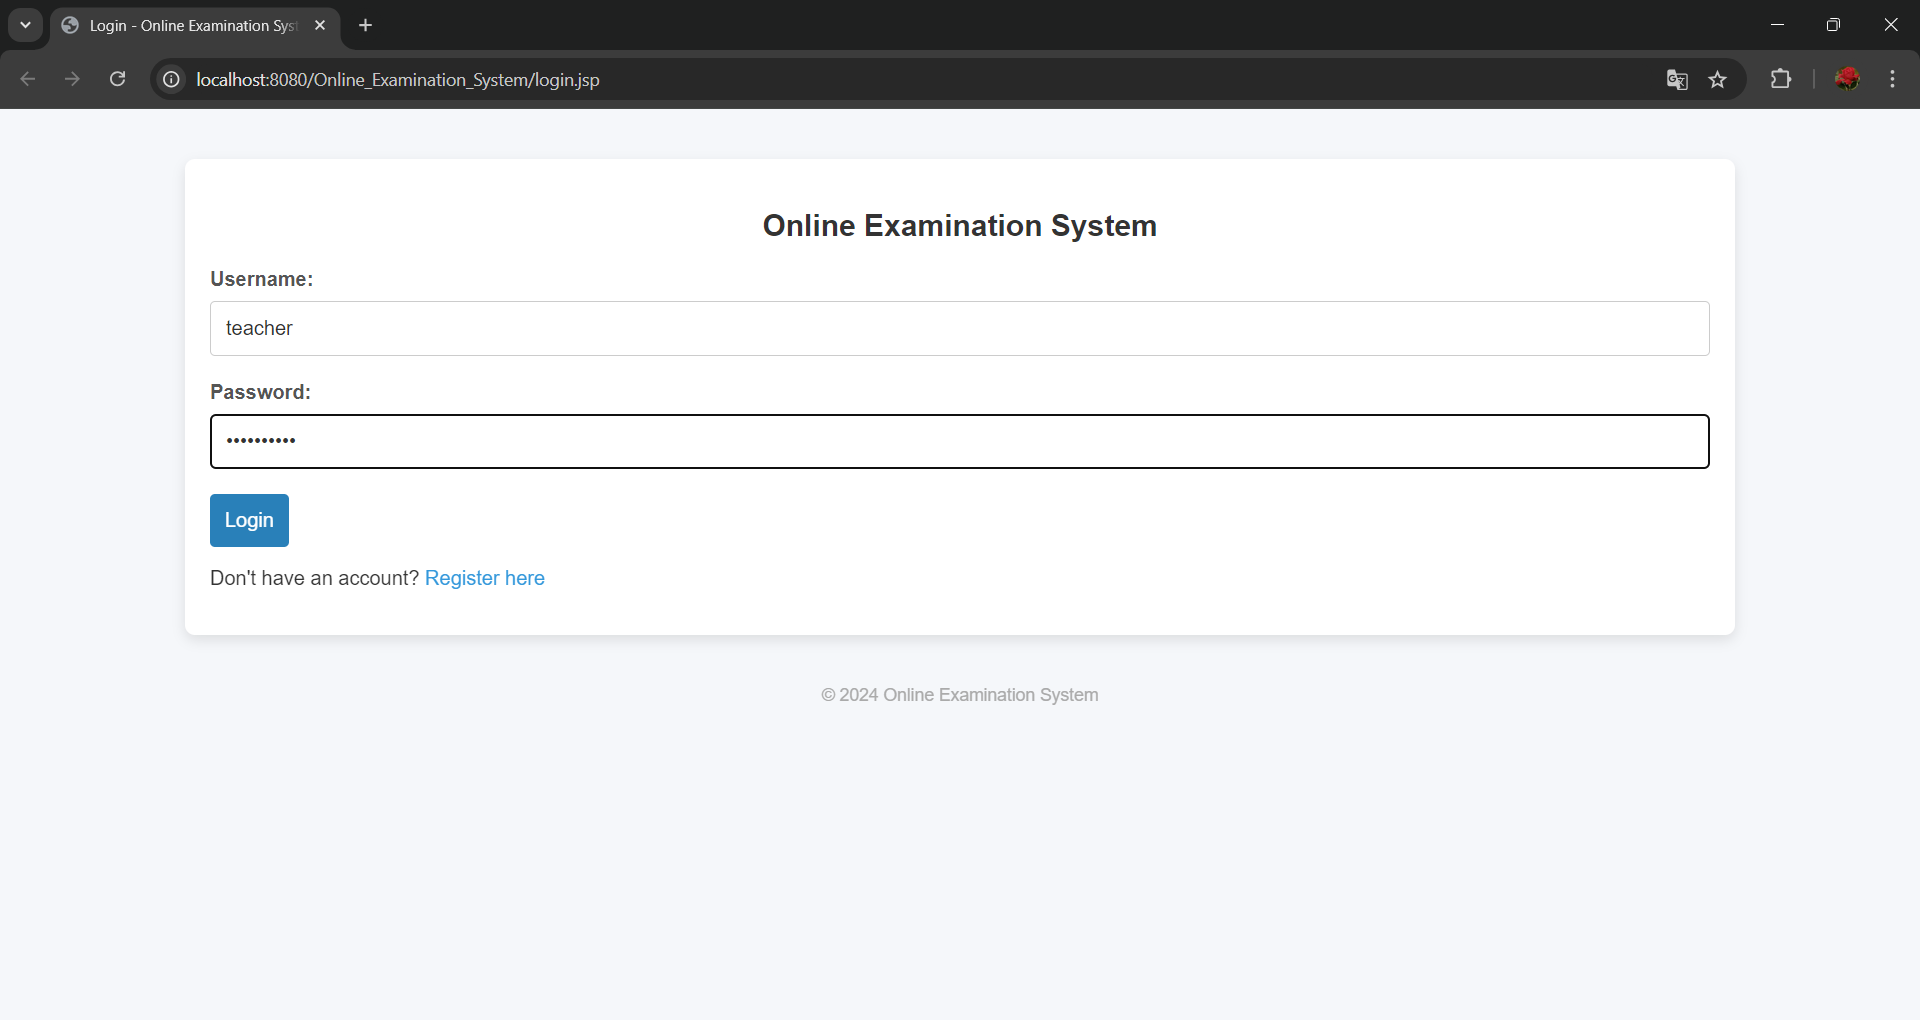 Login - Online Examination Syst
localhost:8080/Online_Examination_System/login.jsp
Online Examination System
Username:
teacher
Password:
••••••••••
Login
Don't have an account? Register here
© 2024 Online Examination System